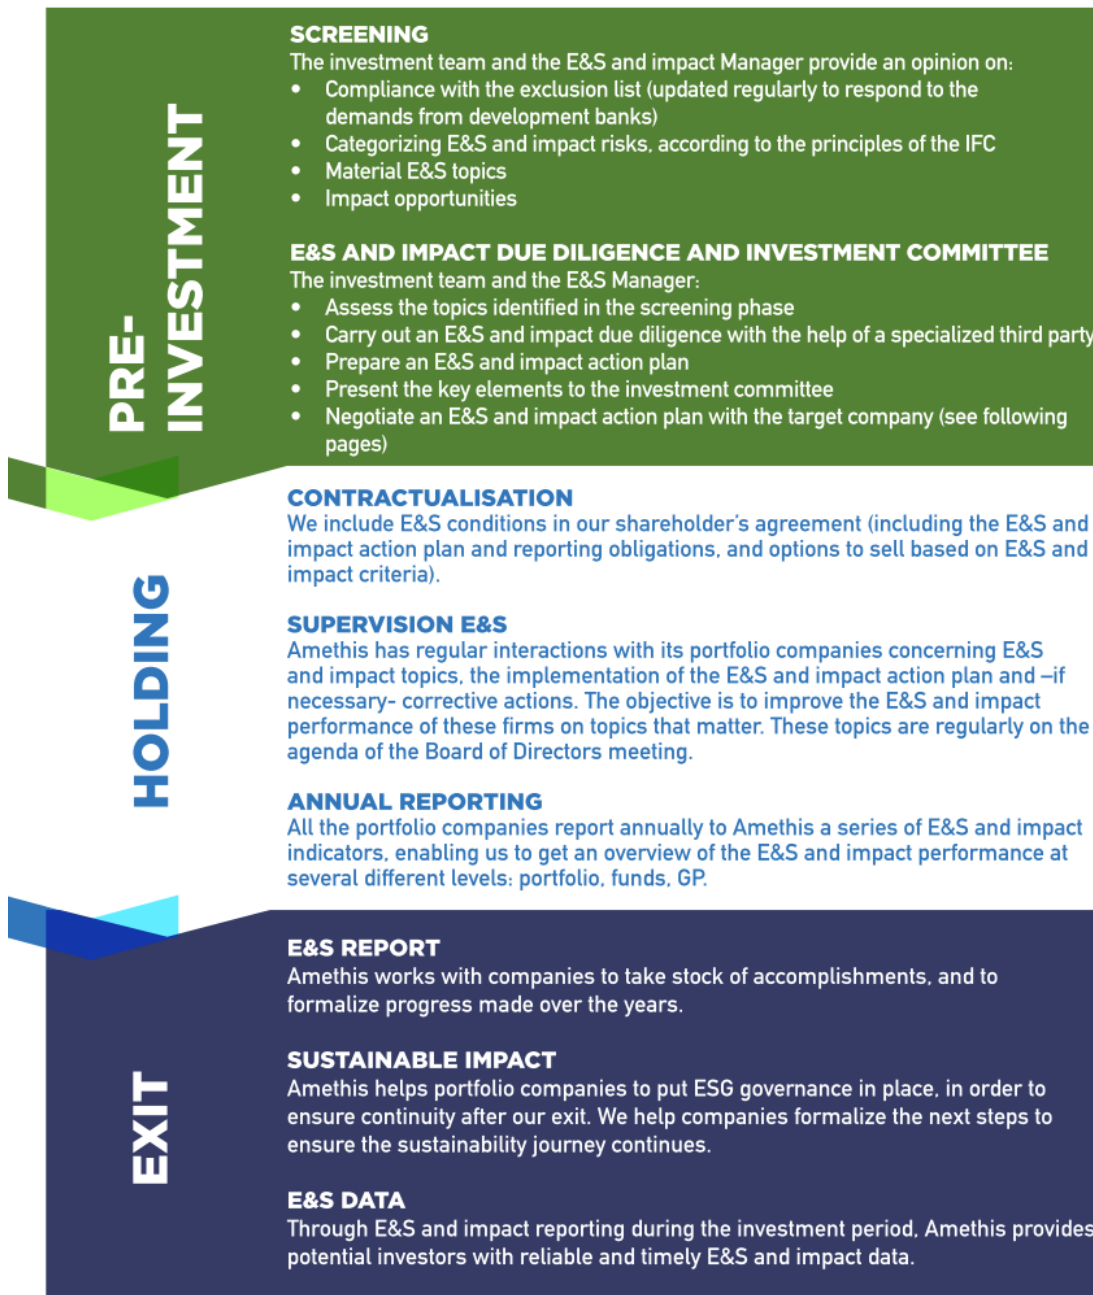 PRE-
INVESTMENT
SCREENING
The investment team and the E&S and impact Manager provide an opinion on:
• Compliance with the exclusion list (updated regularly to respond to the
demands from development banks)
• Categorizing E&S and impact risks, according to the principles of the IFC
• Material E&S topics
• Impact opportunities
E&S AND IMPACT DUE DILIGENCE AND INVESTMENT COMMITTEE
The investment team and the E&S Manager:
• Assess the topics identified in the screening phase
• Carry out an E&S and impact due diligence with the help of a specialized third party
• Prepare an E&S and impact action plan
• Present the key elements to the investment committee
• Negotiate an E&S and impact action plan with the target company (see following
pages)
HOLDING
CONTRACTUALISATION
We include E&S conditions in our shareholder's agreement (including the E&S and
impact action plan and reporting obligations, and options to sell based on E&S and
impact criteria).
SUPERVISION E&S
Amethis has regular interactions with its portfolio companies concerning E&S
and impact topics, the implementation of the E&S and impact action plan and –if
necessary- corrective actions. The objective is to improve the E&S and impact
performance of these firms on topics that matter. These topics are regularly on the
agenda of the Board of Directors meeting.
ANNUAL REPORTING
All the portfolio companies report annually to Amethis a series of E&S and impact
indicators, enabling us to get an overview of the E&S and impact performance at
several different levels: portfolio, funds, GP.
EXIT
E&S REPORT
Amethis works with companies to take stock of accomplishments, and to
formalize progress made over the years.
SUSTAINABLE IMPACT
Amethis helps portfolio companies to put ESG governance in place, in order to
ensure continuity after our exit. We help companies formalize the next steps to
ensure the sustainability journey continues.
E&S DATA
Through E&S and impact reporting during the investment period, Amethis provides
potential investors with reliable and timely E&S and impact data.